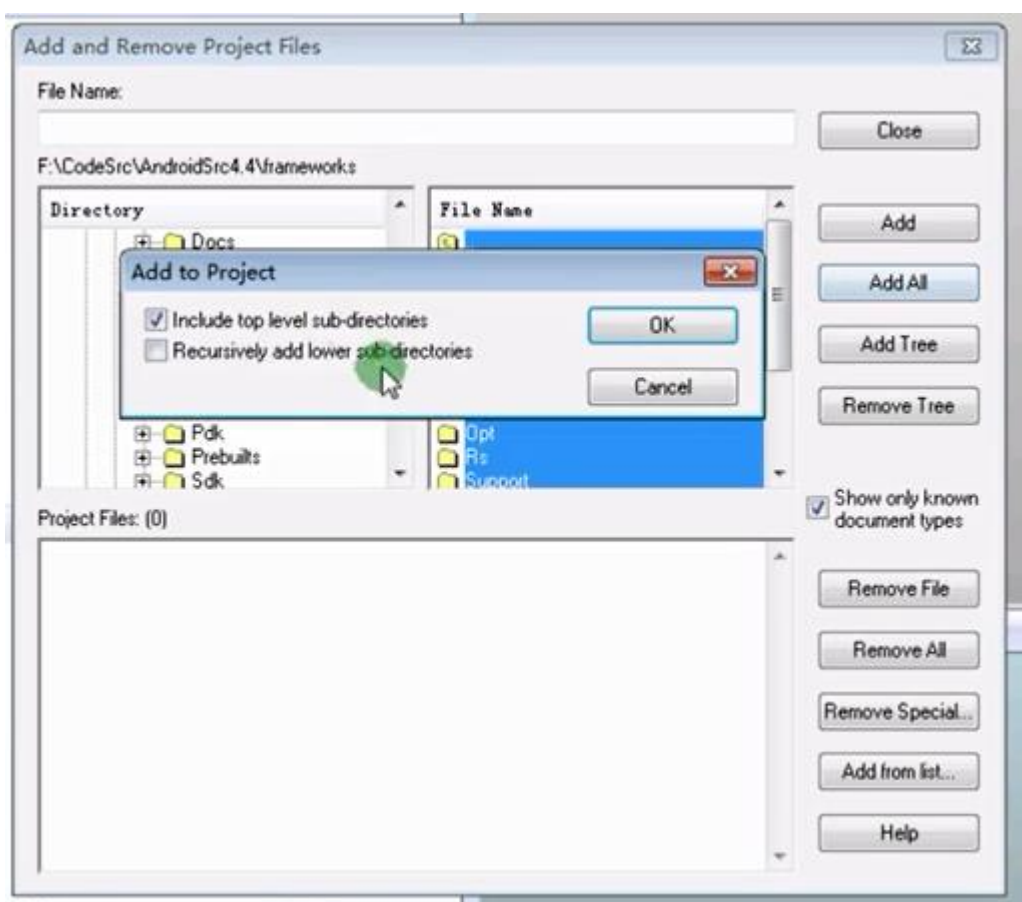 Add and Remove Project Files
File Name:
Close
F:\CodeSrc\AndroidSrc4.4\frameworks
Directory
File Name
Add
Docs
Add to Project
Add All
Include top level sub-directories
OK
Recursively add lower sub-directories
Add Tree
Cancel
Remove Tree
Pdk
Opt
Prebuilts
Rs
Sdk
Support
Show only known
document types
Project Files: (0)
Remove File
Remove All
Remove Special...
Add from list...
Help